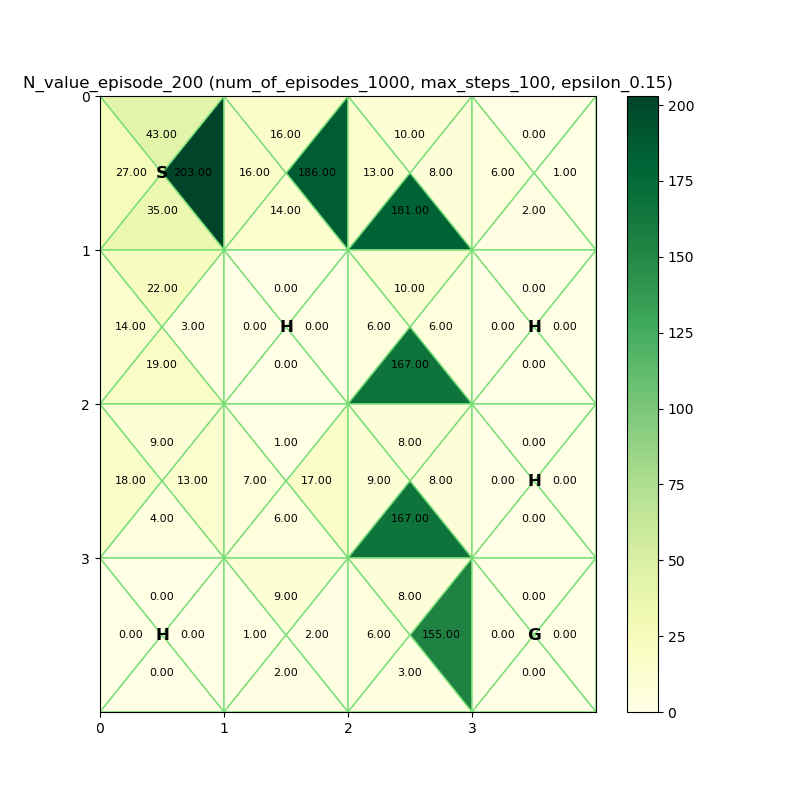 N_value_episode_200 (num_of_episodes_1000, max_steps_100, epsilon_0.15)
0
200
43.00 16.00 10.00 0.00
27.00 S 203.00 16.00 186.00 13.00 8.00 6.00 1.00
175
35.00 14.00 181.00 2.00
1
150
22.00 0.00 10.00 0.00
14.00 3.00 0.00 H 0.00 6.00 6.00 0.00 H 0.00
125
19.00 0.00 167.00 0.00
2
100
9.00 1.00 8.00 0.00
18.00 13.00 7.00 17.00 9.00 8.00 0.00 H 0.00
75
4.00 6.00 167.00 0.00
50
3
0.00 9.00 8.00 0.00
25
0.00 H 0.00 1.00 2.00 6.00 155.00 0.00 G 0.00
0.00 2.00 3.00 0.00
0
0 1 2 3